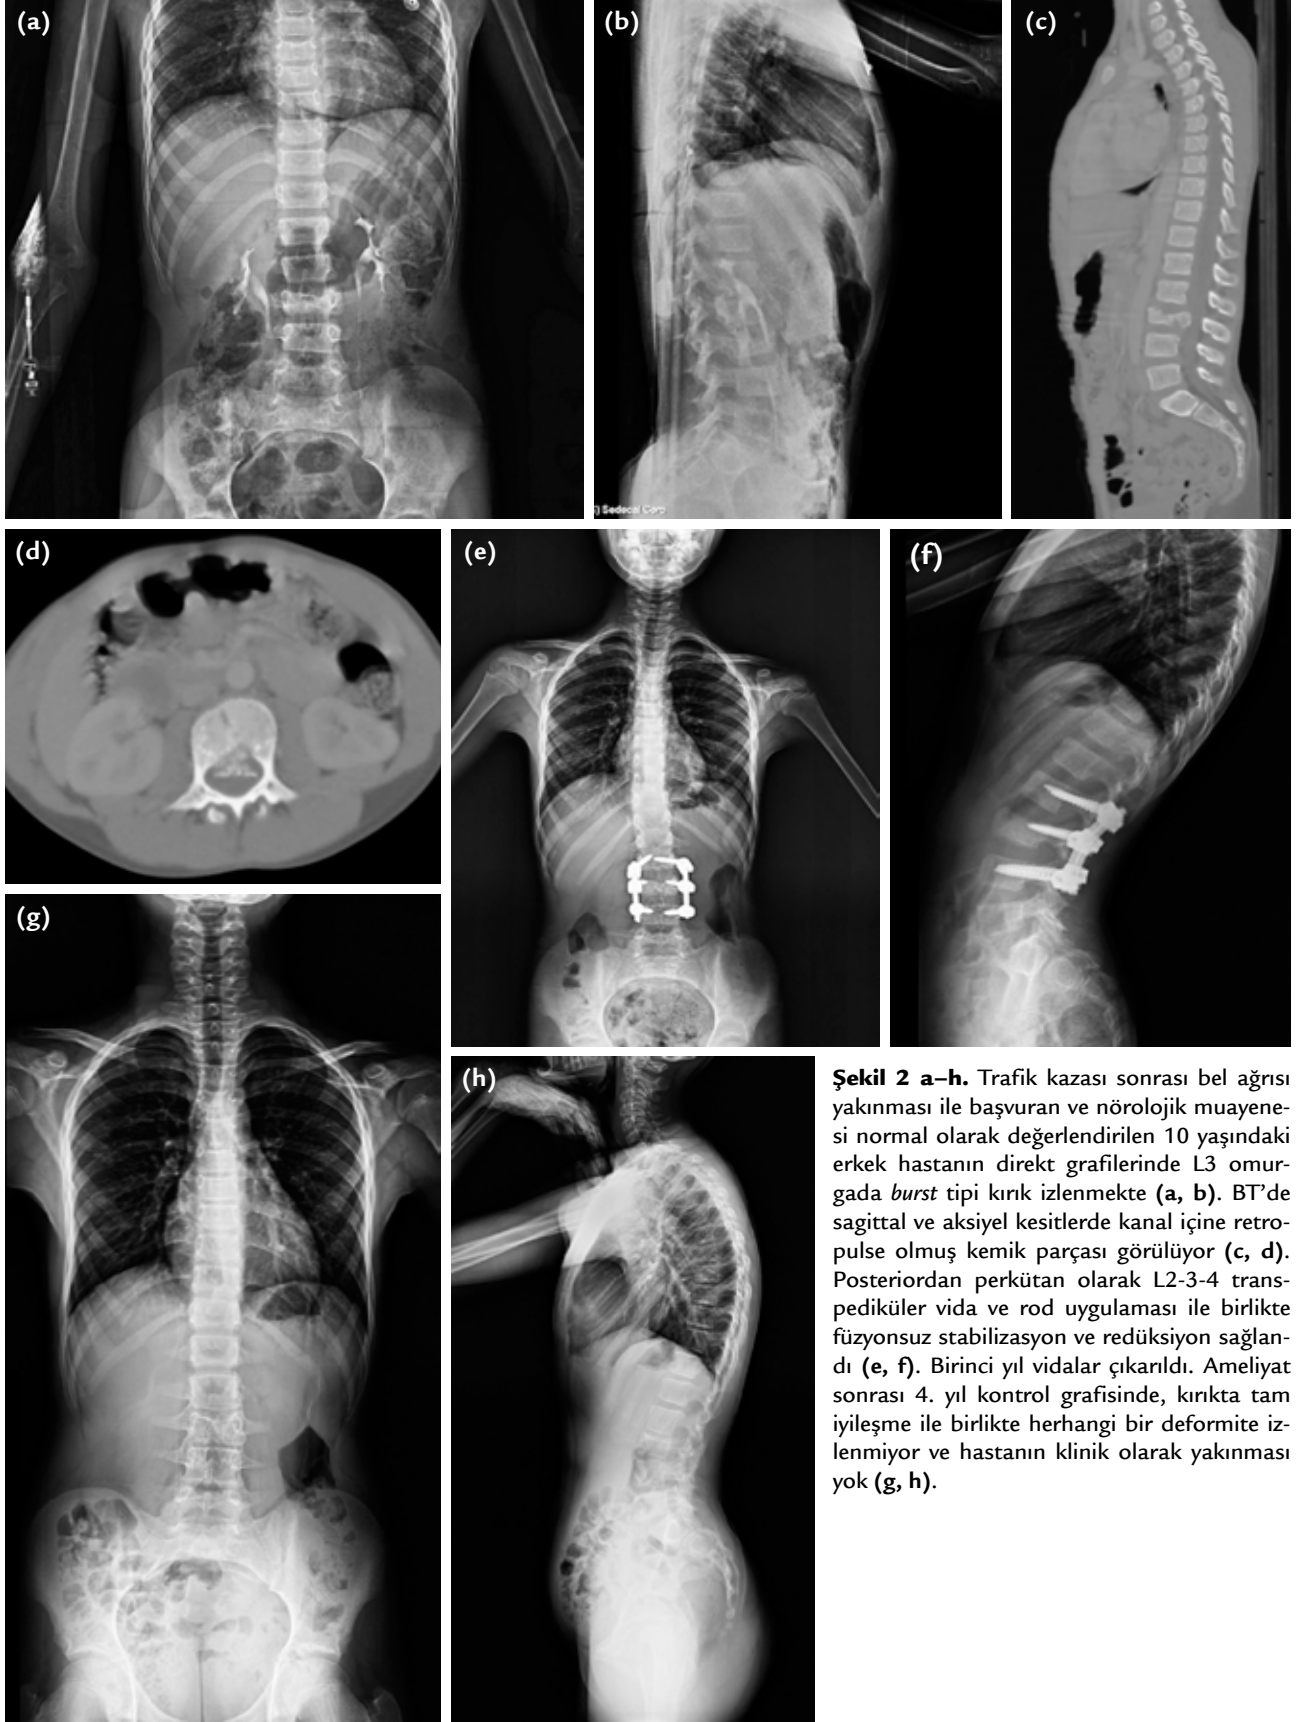 (a)
(b)
(c)
Sedecal Corp
(d)
(e)
(f)
(g)
(h)
Şekil 2 a–h. Trafik kazası sonrası bel ağrısı
yakınması ile başvuran ve nörolojik muayene-
si normal olarak değerlendirilen 10 yaşındaki
erkek hastanın direkt grafilerinde L3 omur-
gada burst tipi kırık izlenmekte (a, b). BT’de
sagittal ve aksiyel kesitlerde kanal içine retro-
pulse olmuş kemik parçası görülüyor (c, d).
Posteriordan perkütan olarak L2-3-4 trans-
pediküler vida ve rod uygulaması ile birlikte
füzyonsuz stabilizasyon ve redüksiyon sağlan-
dı (e, f). Birinci yıl vidalar çıkarıldı. Ameliyat
sonrası 4. yıl kontrol grafisinde, kırıkta tam
iyileşme ile birlikte herhangi bir deformite iz-
lenmiyor ve hastanın klinik olarak yakınması
yok (g, h).